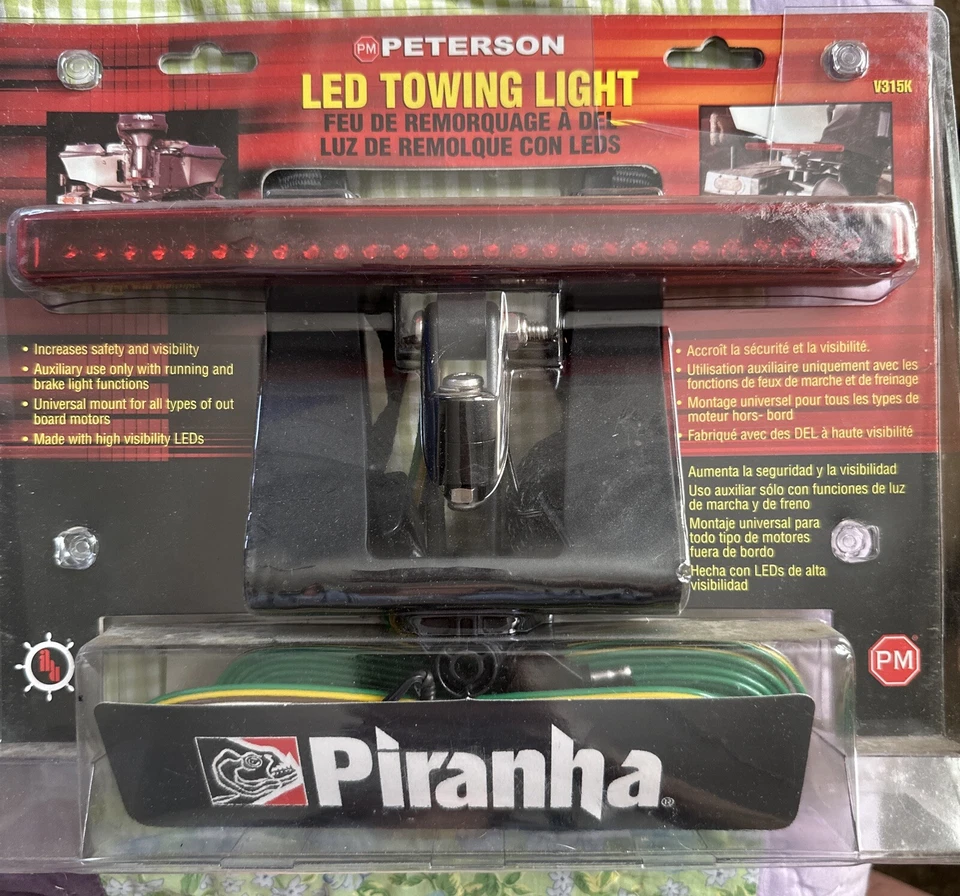 PM PETERSON
LED TOWING LIGHT
V315K
FEU DE REMORQUAGE À DEL
LUZ DE REMOLQUE CON LEDS
• Increases safety and visibility
• Auxiliary use only with running and
brake light functions
• Universal mount for all types of out
board motors
• Made with high visibility LEDs
• Accroît la sécurité et la visibilité.
• Utilisation auxiliaire uniquement avec les
fonctions de feux de marche et de freinage
• Montage universel pour tous les types de
moteur hors- bord
• Fabriqué avec des DEL à haute visibilité
Aumenta la seguridad y la visibilidad
Uso auxiliar sólo con funciones de luz
de marcha y de freno
Montaje universal para
todo tipo de motores
fuera de bordo
Hecha con LEDs de alta
visibilidad
PM
Piranha®